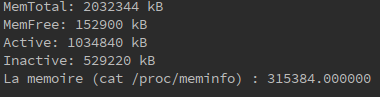 MemTotal: 2032344 kB
MemFree: 152900 kB
Active: 1034840 kB
Inactive: 529220 kB
La memoire (cat /proc/meminfo) : 315384.000000